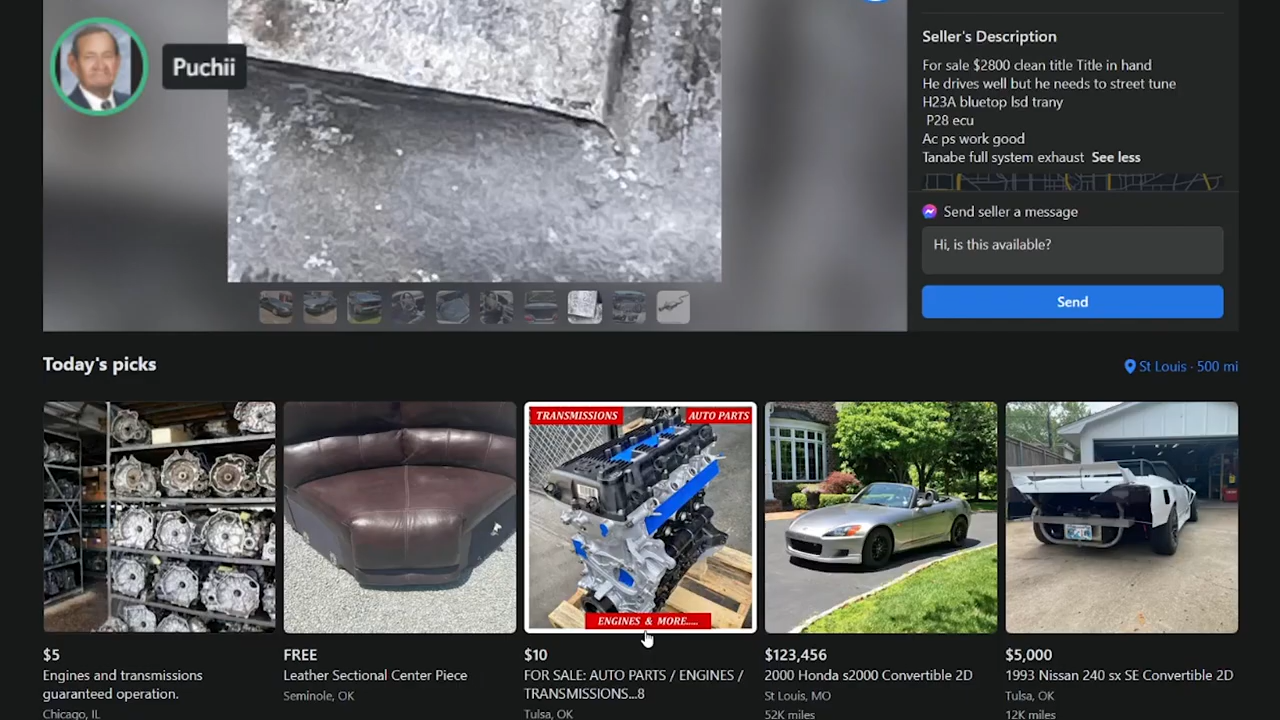 Puchii
Seller's Description
For sale $2800 clean title Title in hand
He drives well but he needs to street tune
H23A bluetop lsd trany
P28 ecu
Ac ps work good
Tanabe full system exhaust See less
Send seller a message
Hi, is this available?
Send
Today's picks
St Louis · 500 mi
TRANSMISSIONS
AUTO PARTS
ENGINES & MORE.....
$5
Engines and transmissions
guaranteed operation.
Chicago, IL
FREE
Leather Sectional Center Piece
Seminole, OK
$10
FOR SALE: AUTO PARTS / ENGINES /
TRANSMISSIONS...8
Tulsa, OK
$123,456
2000 Honda s2000 Convertible 2D
St Louis, MO
52K miles
$5,000
1993 Nissan 240 sx SE Convertible 2D
Tulsa, OK
12K miles